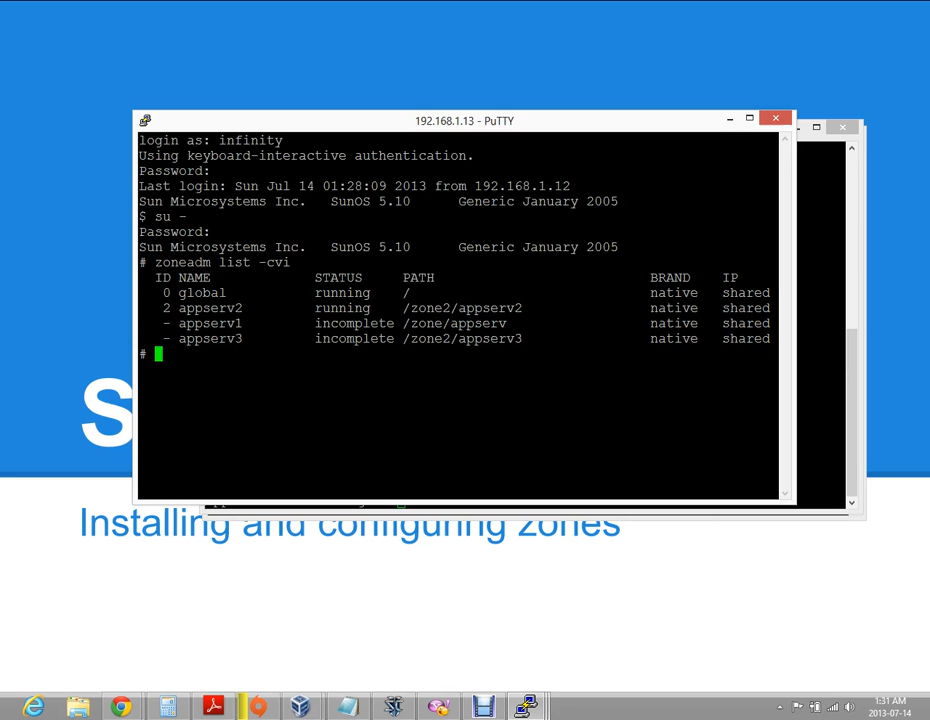 192.168.1.13 - PuTTY
login as: infinity
Using keyboard-interactive authentication.
Password:
Last login: Sun Jul 14 01:28:09 2013 from 192.168.1.12
Sun Microsystems Inc.   SunOS 5.10      Generic January 2005
$ su -
Password:
Sun Microsystems Inc.   SunOS 5.10      Generic January 2005
# zoneadm list -cvi
ID NAME             STATUS     PATH                           BRAND    IP
0 global           running    /                              native   shared
2 appserv2         running    /zone2/appserv2                native   shared
- appserv1         incomplete /zone/appserv                  native   shared
- appserv3         incomplete /zone2/appserv3                native   shared
#
S
Installing and configuring zones
1:31 AM
2013-07-14